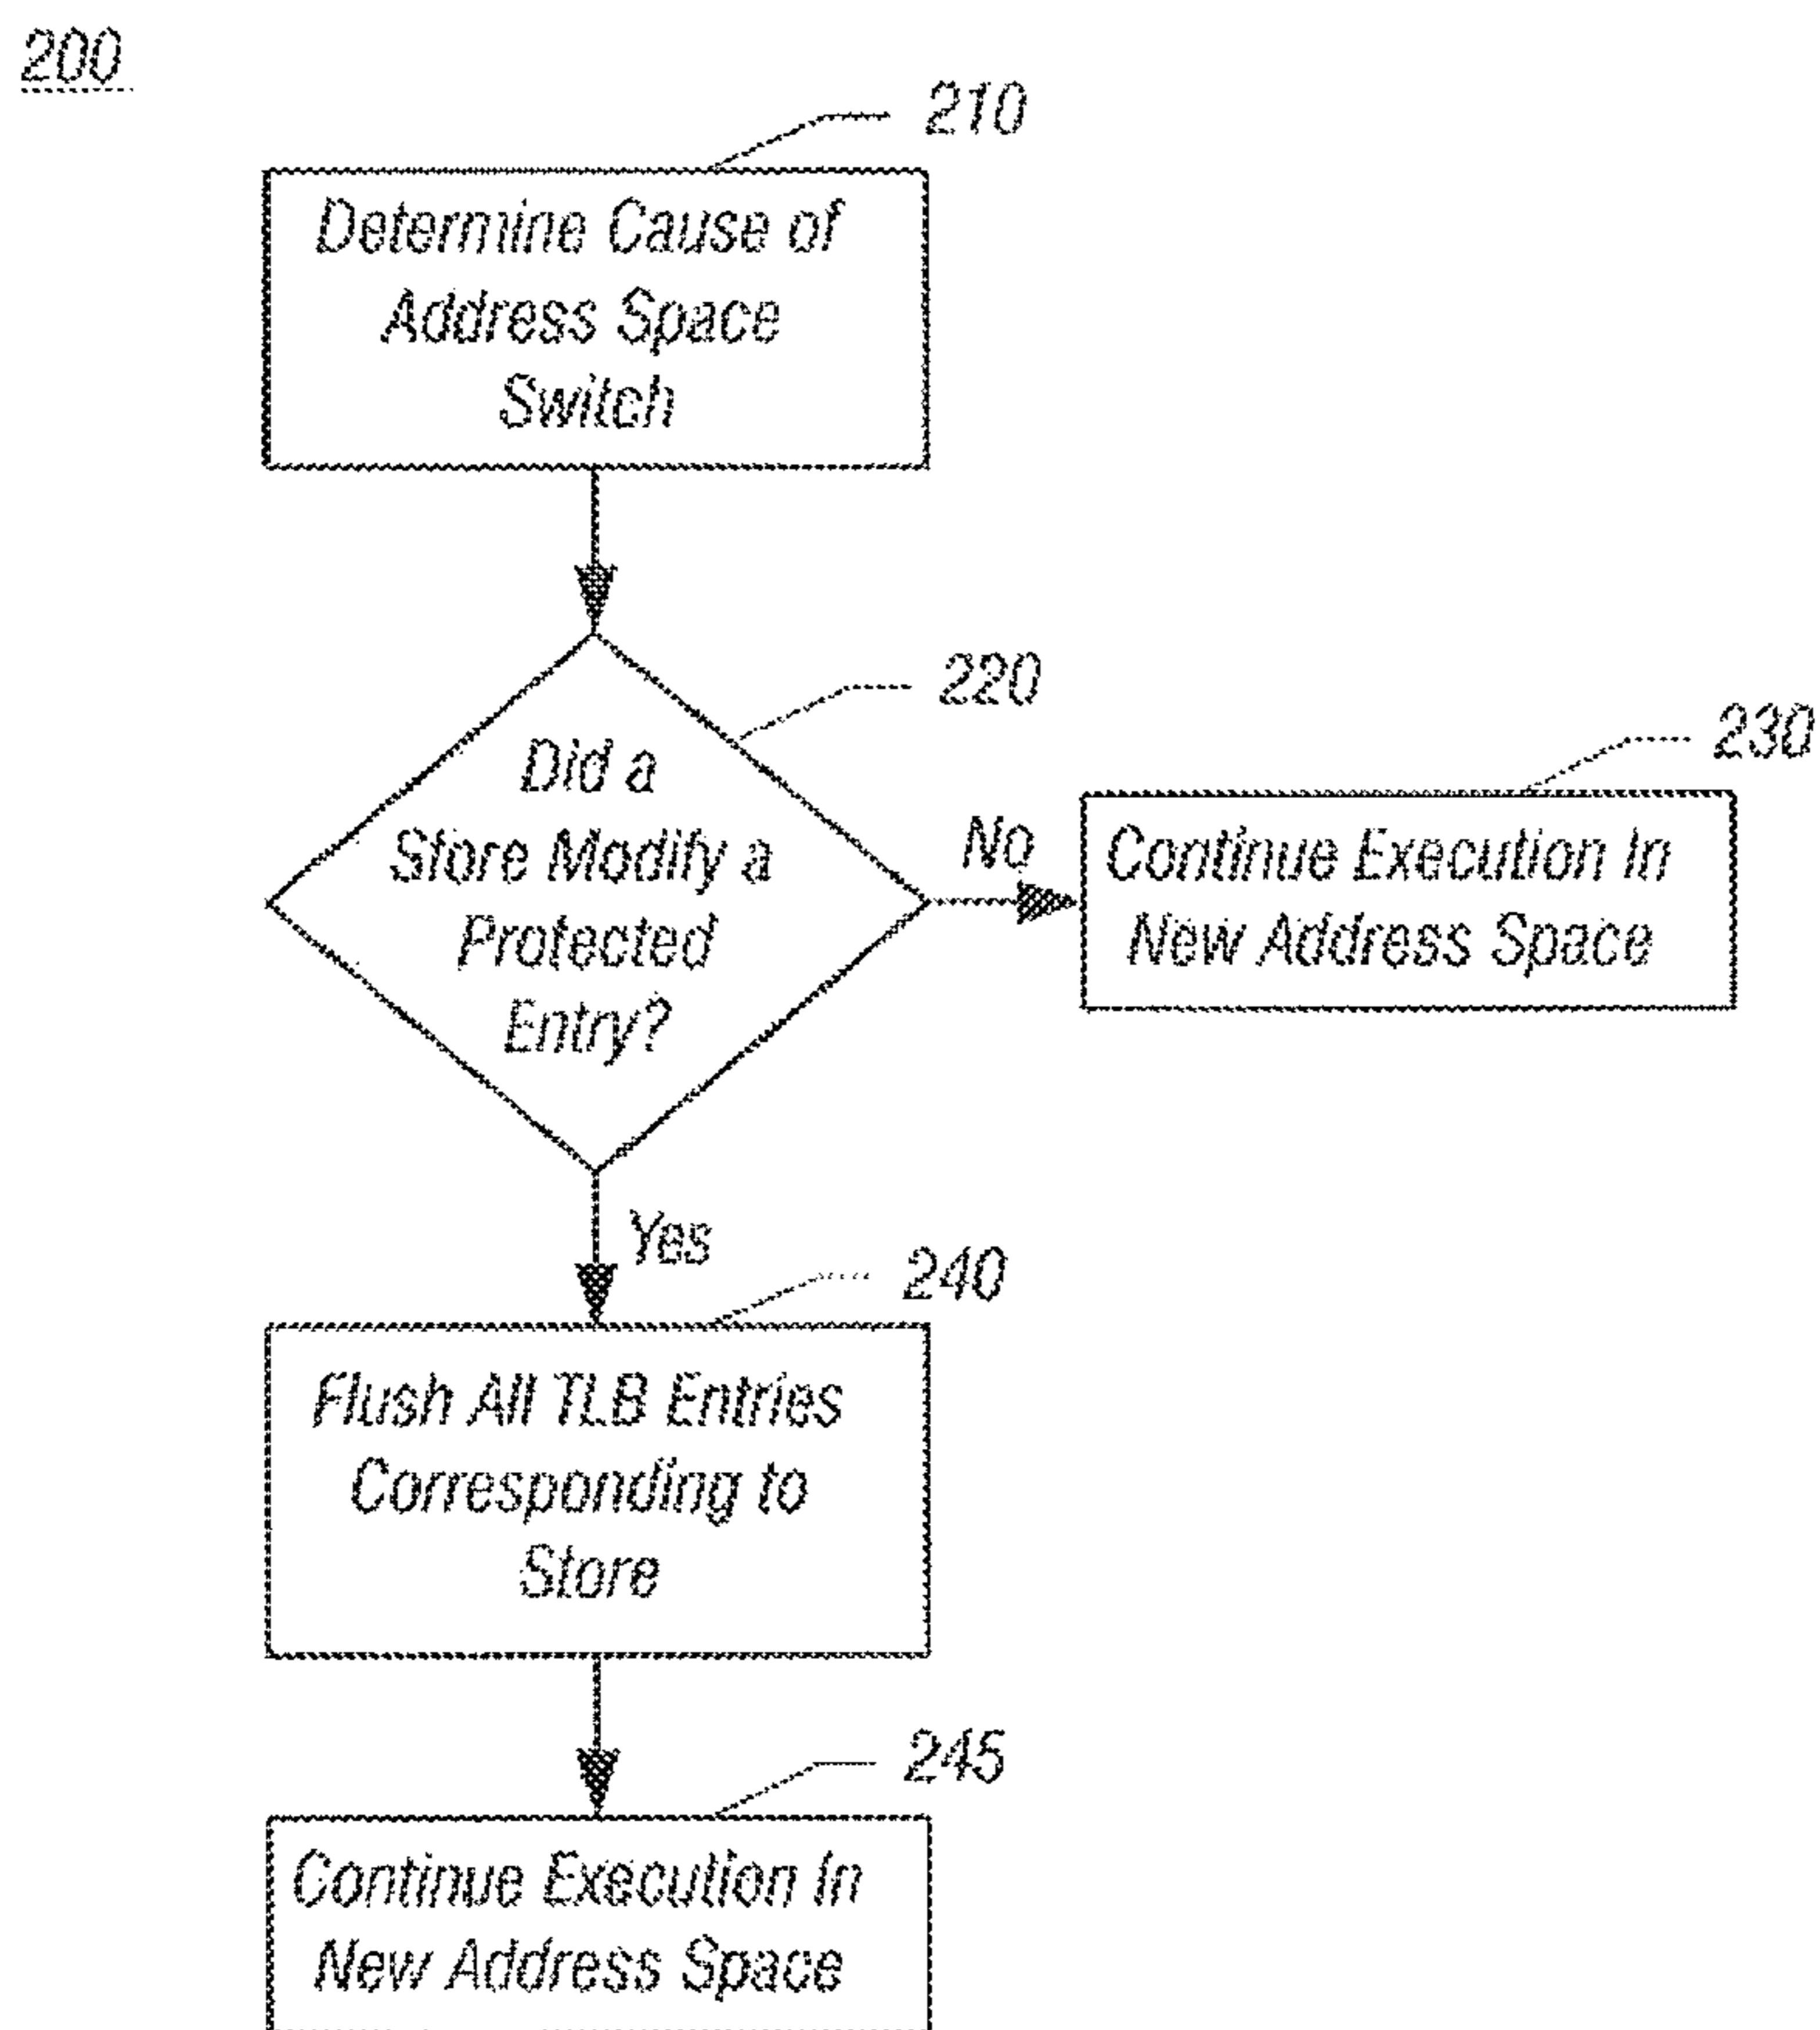 200
210
Determine Cause of
Address Space
Switch
220
Did a
Store Modify a
Protected
Entry?
No
230
Continue Execution In
New Address Space
Yes
240
Flush All TLB Entries
Corresponding to
Store
245
Continue Execution In
New Address Space